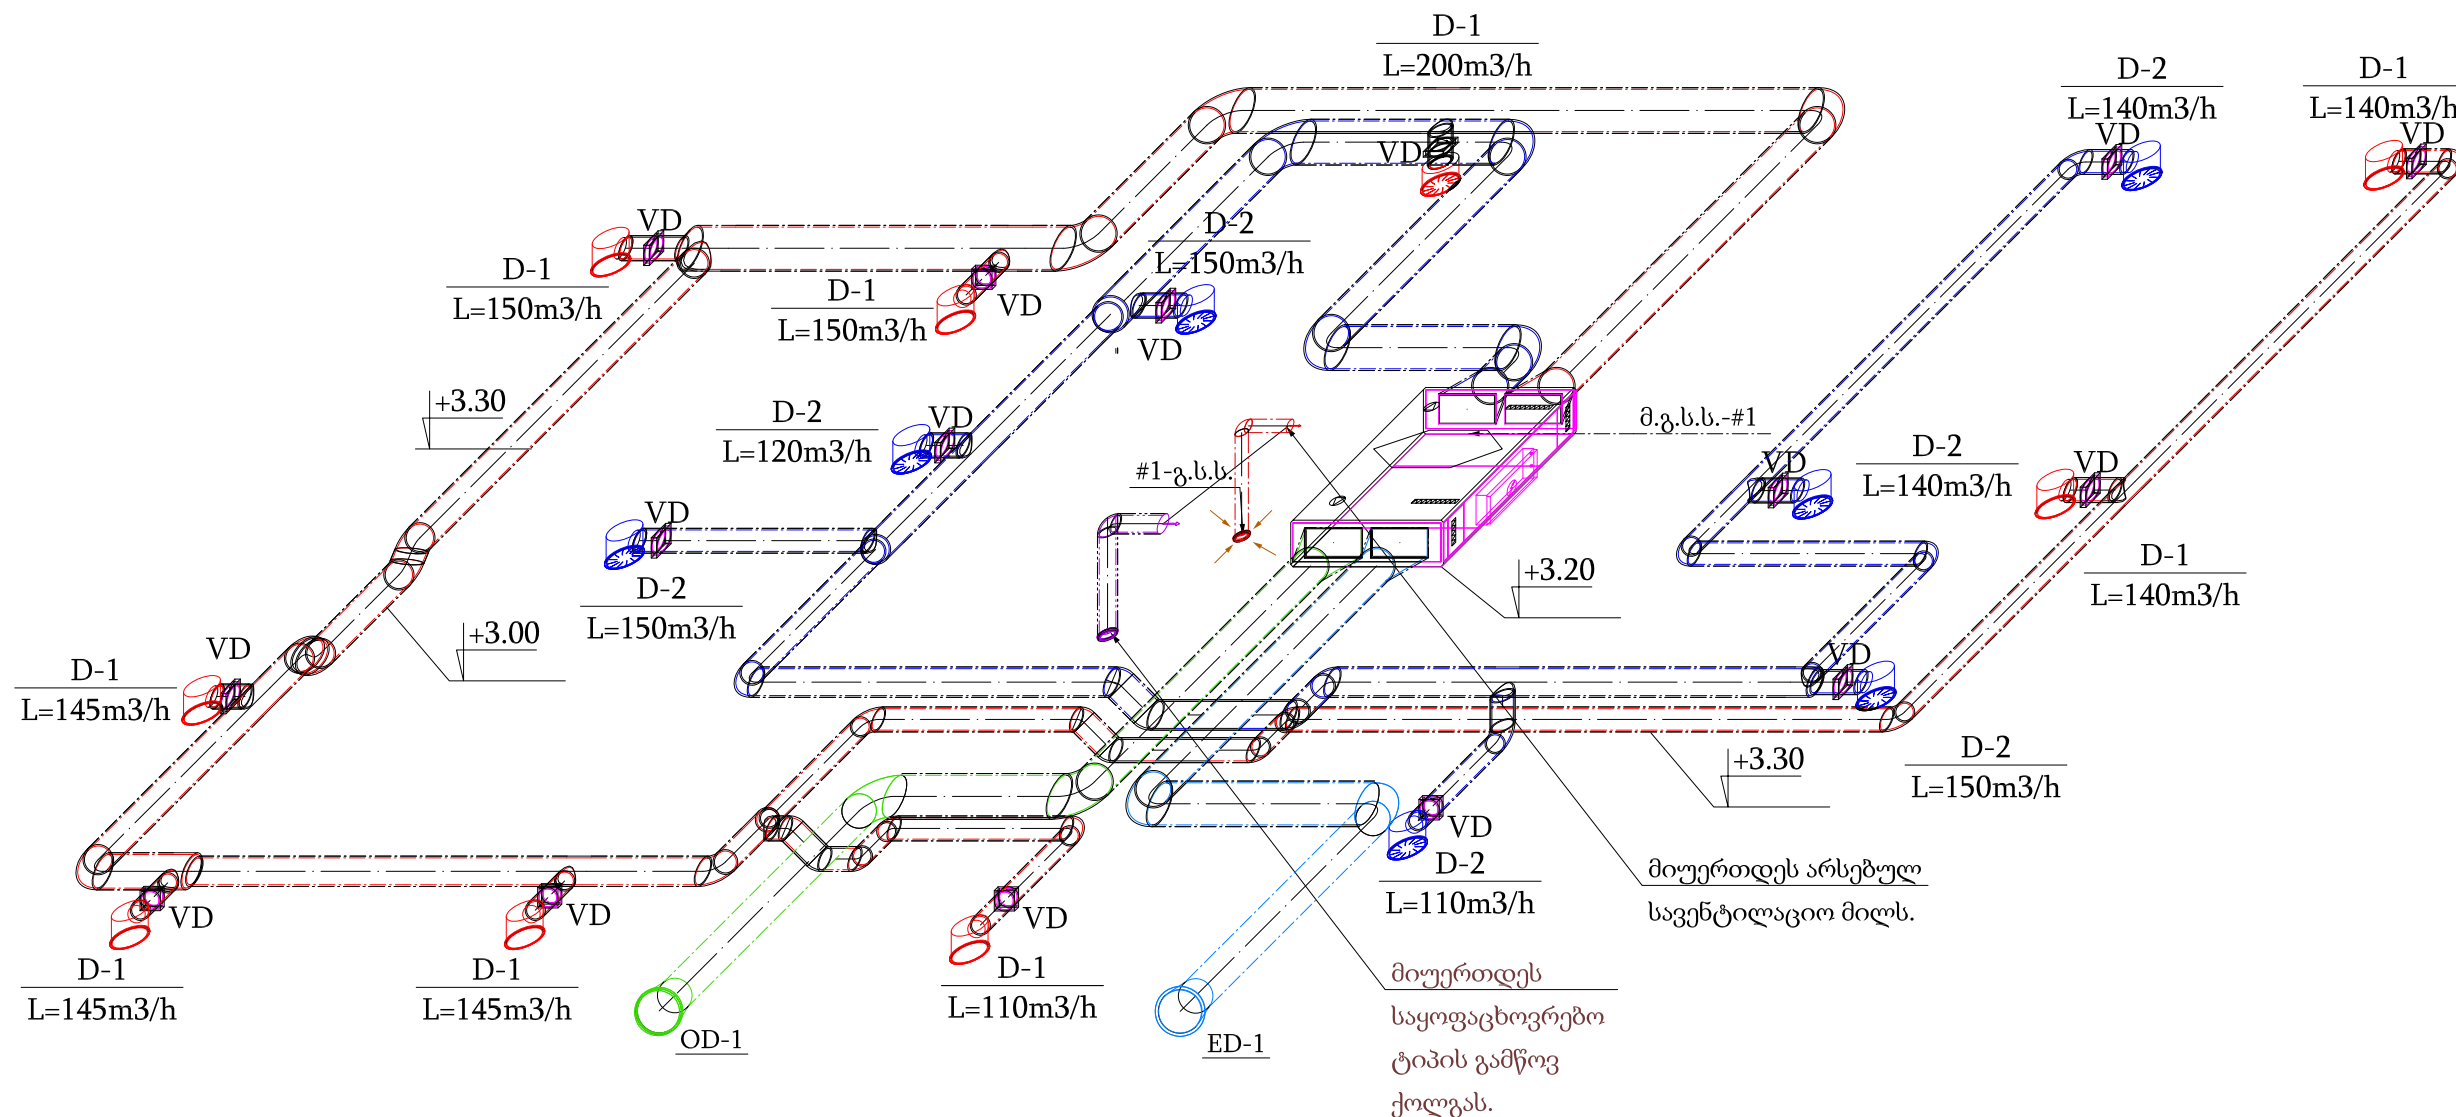 D-1
L=200m3/h
D-2
L=140m3/h
D-1
L=140m3/h
VD
VD
VD
VD
D-2
L=150m3/h
D-1
L=150m3/h
D-1
L=150m3/h
VD
VD
+3.30
D-2
L=120m3/h
VD
მ.გ.ს.ს.-#1
#1-გ.ს.ს.
VD
D-2
L=140m3/h
VD
VD
D-2
L=150m3/h
+3.20
D-1
L=140m3/h
+3.00
VD
D-1
L=145m3/h
VD
+3.30
D-2
L=150m3/h
VD
D-2
L=110m3/h
მიუერთდეს არსებულ
სავენტილაციო მილს.
VD
VD
VD
D-1
L=145m3/h
D-1
L=145m3/h
D-1
L=110m3/h
მიუერთდეს
საყოფაცხოვრებო
ტიპის გამწოვ
ქოლგას.
OD-1
ED-1